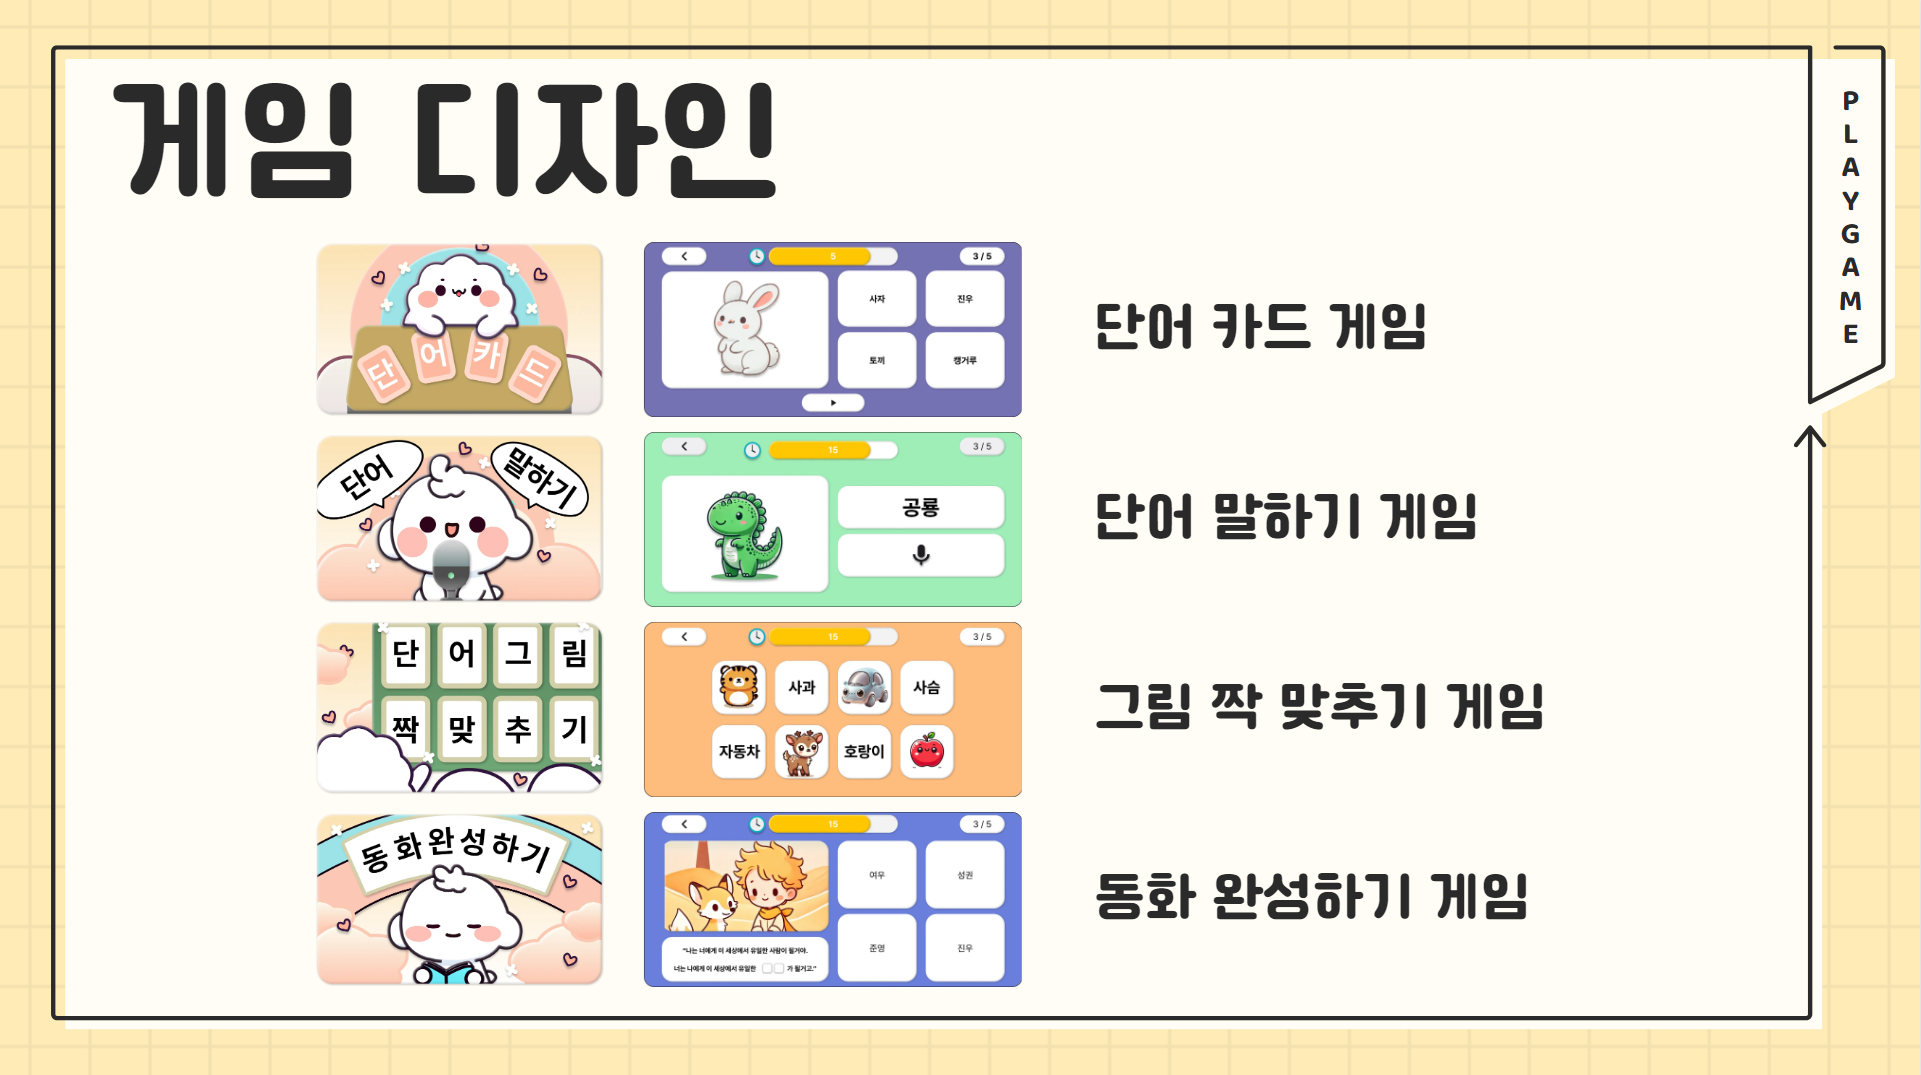 게임 디자인
PLAYGAME
단어카드
5
3 / 5
사자
진우
토끼
캥거루
단어 카드 게임
단어
말하기
15
3 / 5
공룡
단어 말하기 게임
단어그림
짝맞추기
15
3 / 5
사과
사슴
자동차
호랑이
그림 짝 맞추기 게임
동화완성하기
15
3 / 5
여우
성권
준명
진우
"나는 너에게 이 세상에서 유일한 사람이 될거야.
너는 나에게 이 세상에서 유일한 가 될거고."
동화 완성하기 게임